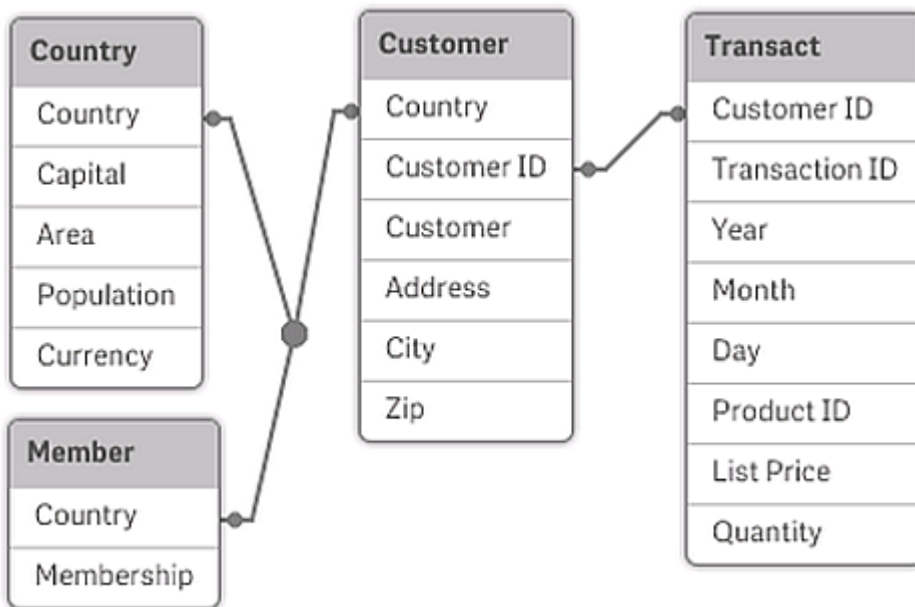 Country
Country
Capital
Area
Population
Currency
Member
Country
Membership
Customer
Country
Customer ID
Customer
Address
City
Zip
Transact
Customer ID
Transaction ID
Year
Month
Day
Product ID
List Price
Quantity